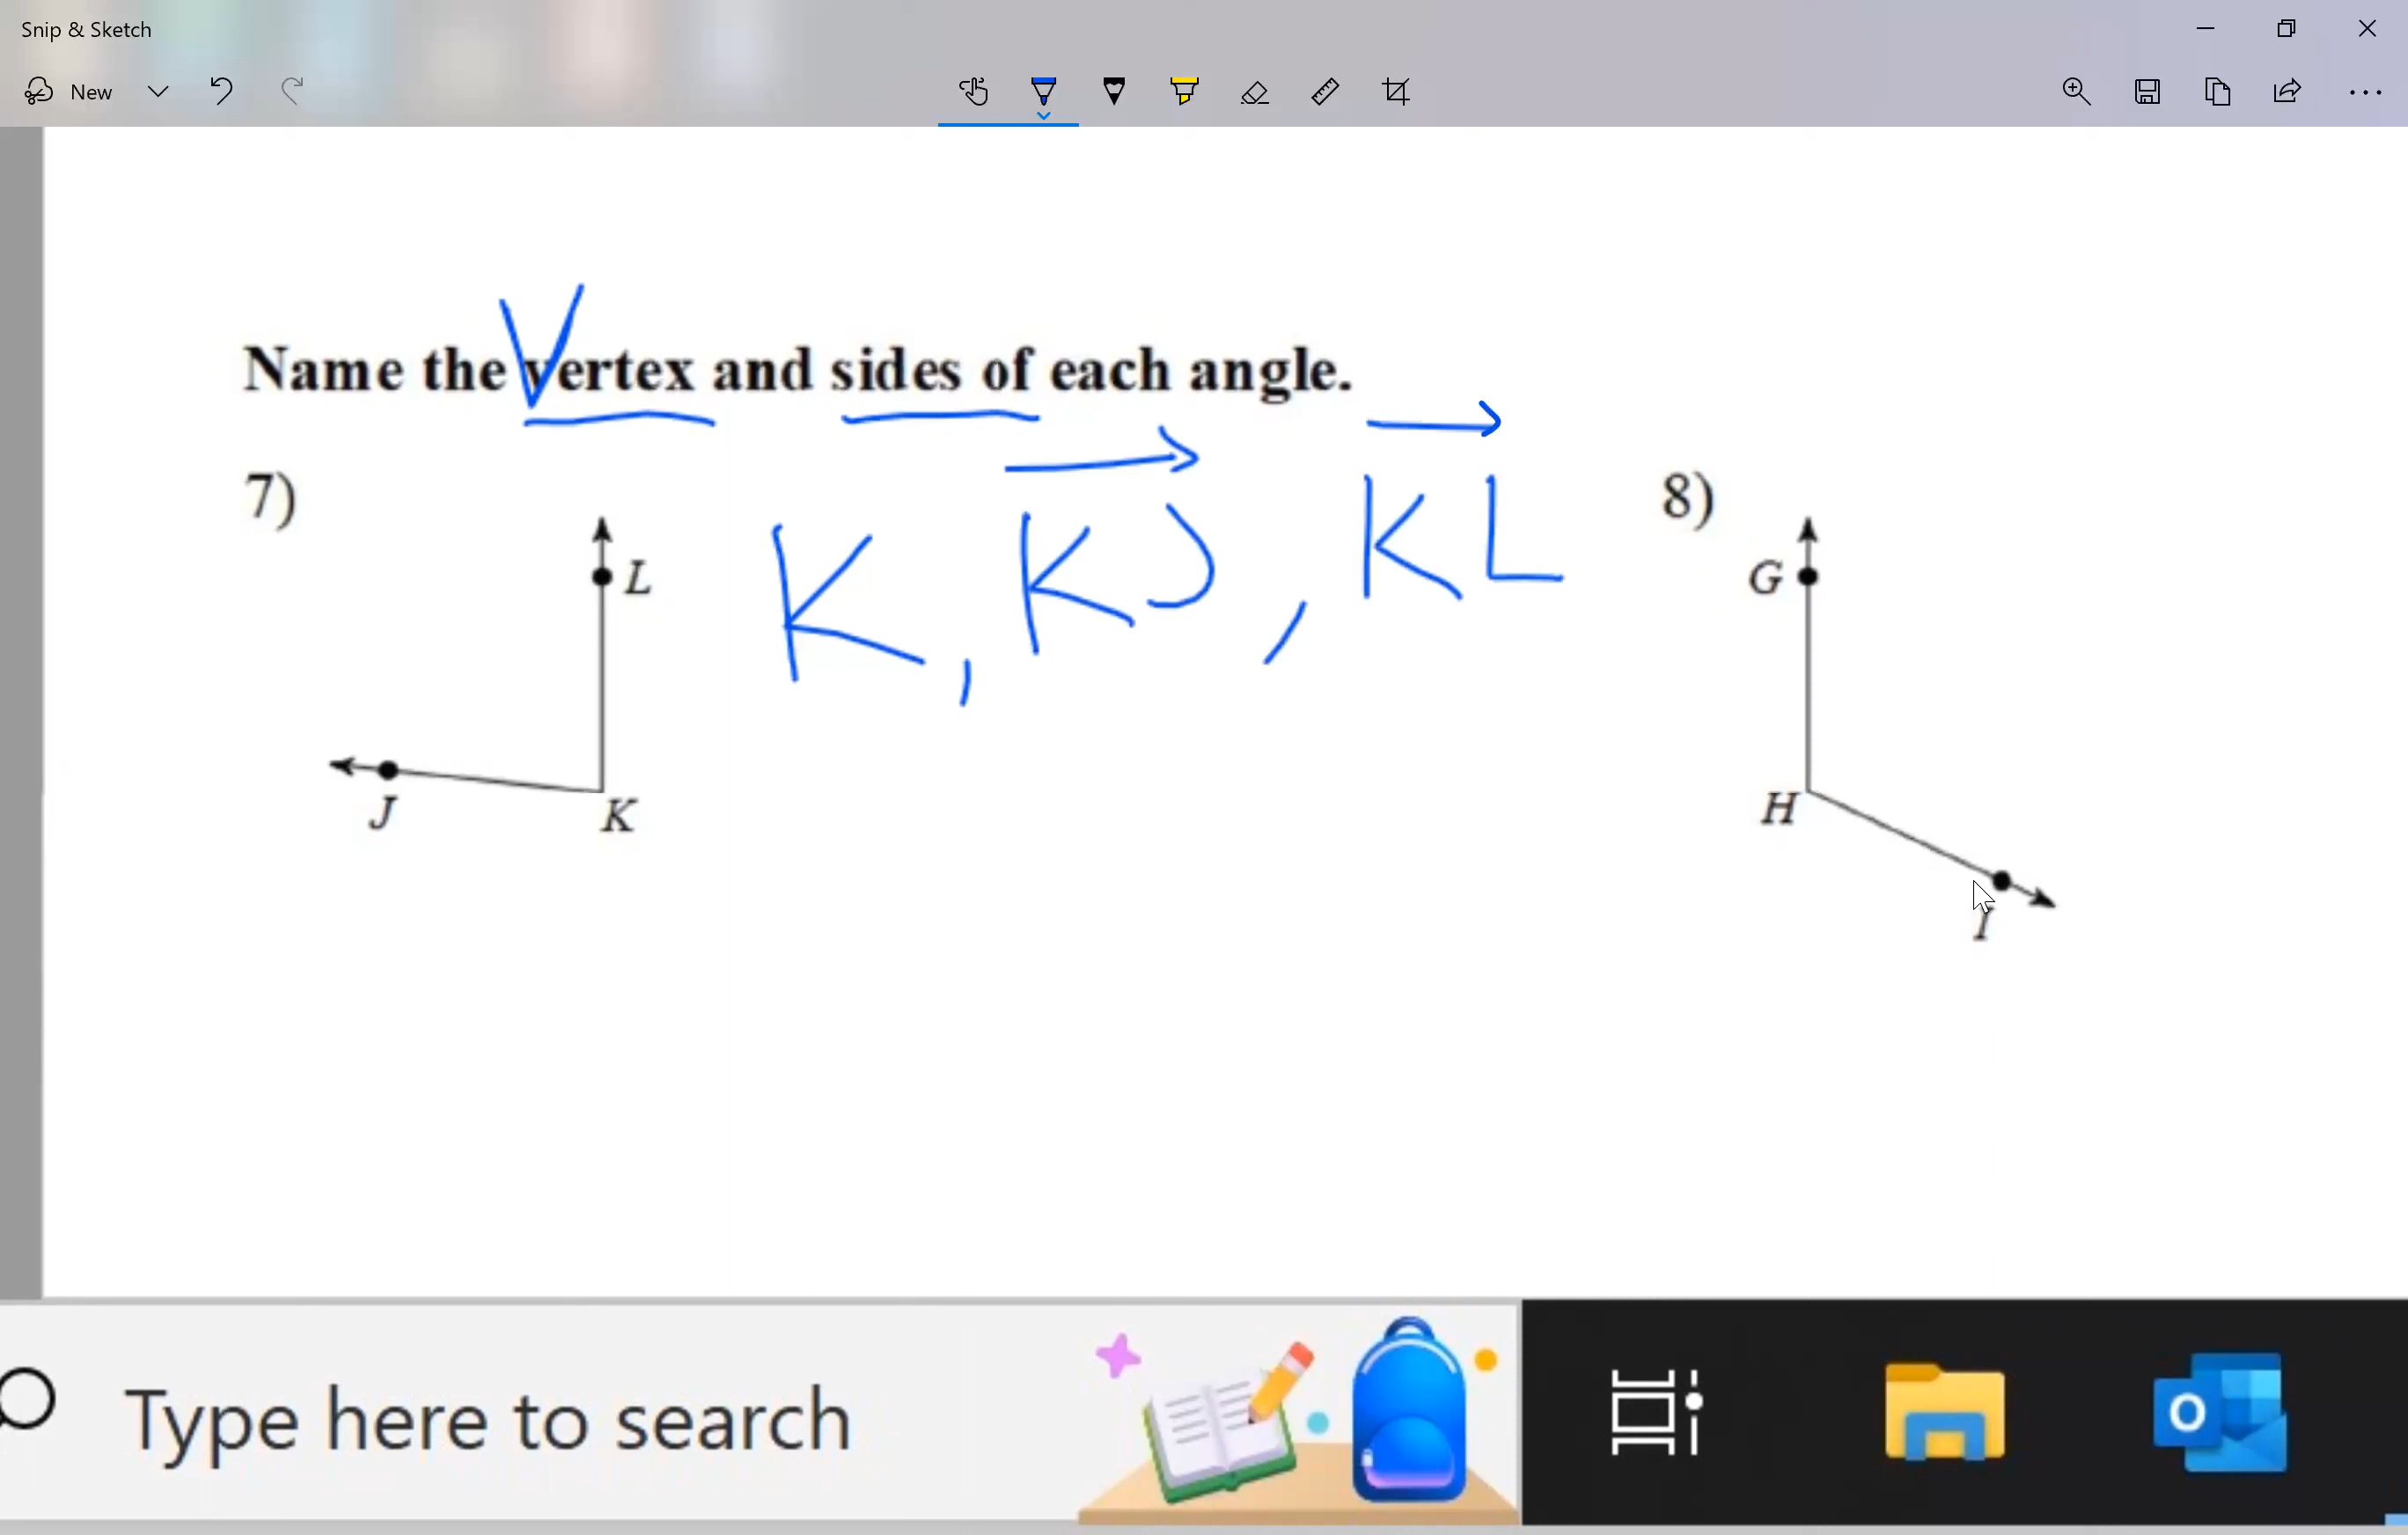 Snip & Sketch
New
V
Name the vertex and sides of each angle.
7)
K, KJ, KL
8)
L
G
J
K
H
I
Type here to search